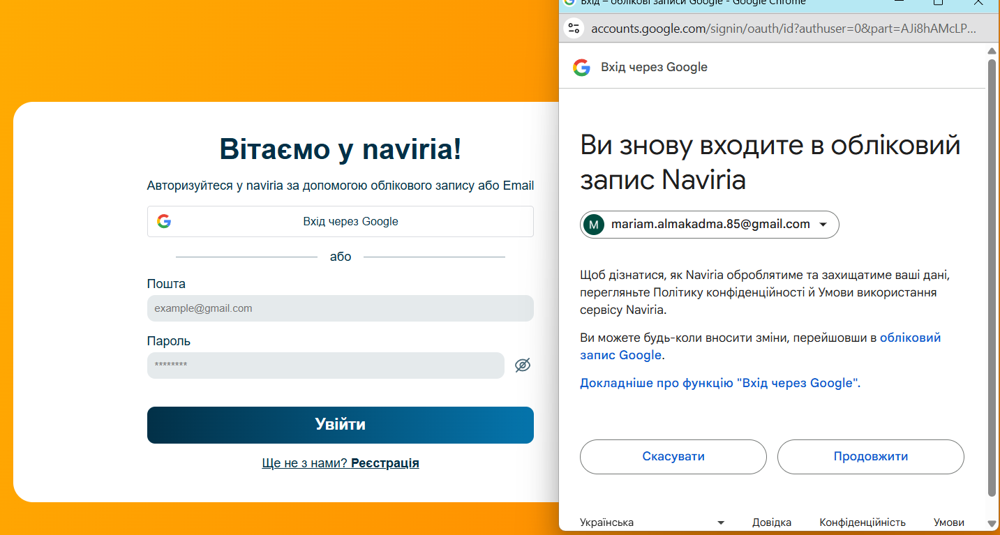 Вітаємо у naviria!
Авторизуйтеся у naviria за допомогою облікового запису або Email
Вхід через Google
або
Пошта
example@gmail.com
Пароль
********
Увійти
Ще не з нами? Реєстрація
Вхід – облікові записи Google - Google Chrome
accounts.google.com/signin/oauth/id?authuser=0&part=AJi8hAMcLP...
Вхід через Google
Ви знову входите в обліковий
запис Naviria
M
mariam.almakadma.85@gmail.com
Щоб дізнатися, як Naviria оброблятиме та захищатиме ваші дані,
перегляньте Політику конфіденційності й Умови використання
сервісу Naviria.
Ви можете будь-коли вносити зміни, перейшовши в обліковий
запис Google.
Докладніше про функцію "Вхід через Google".
Скасувати
Продовжити
Українська
Довідка
Конфіденційність
Умови